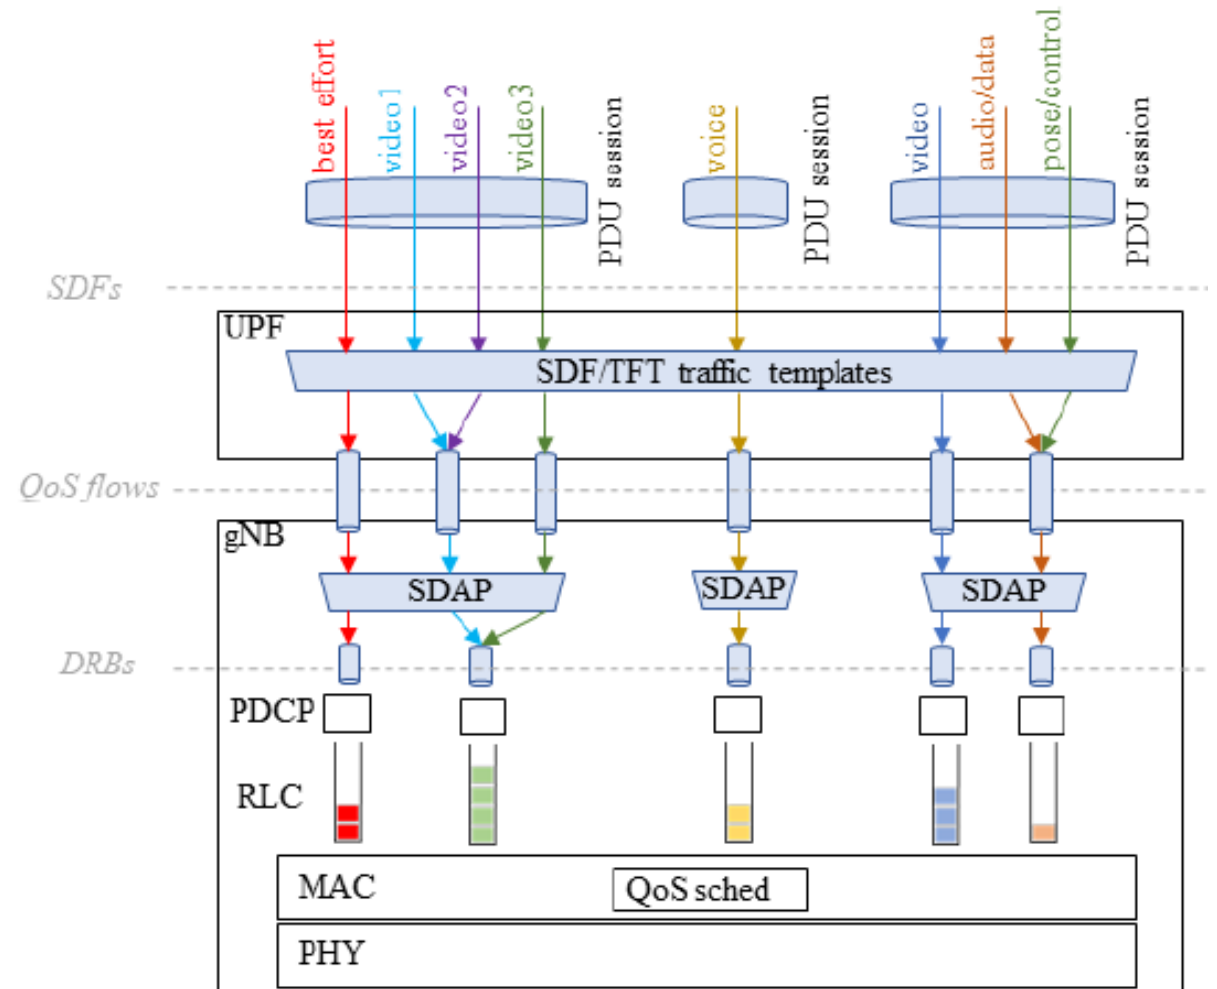 best effort
video1
video2
video3
PDU session
voice
PDU session
video
audio/data
pose/control
PDU session
SDFs
UPF
SDF/TFT traffic templates
QoS flows
gNB
SDAP
SDAP
SDAP
DRBs
PDCP
RLC
MAC
QoS sched
PHY